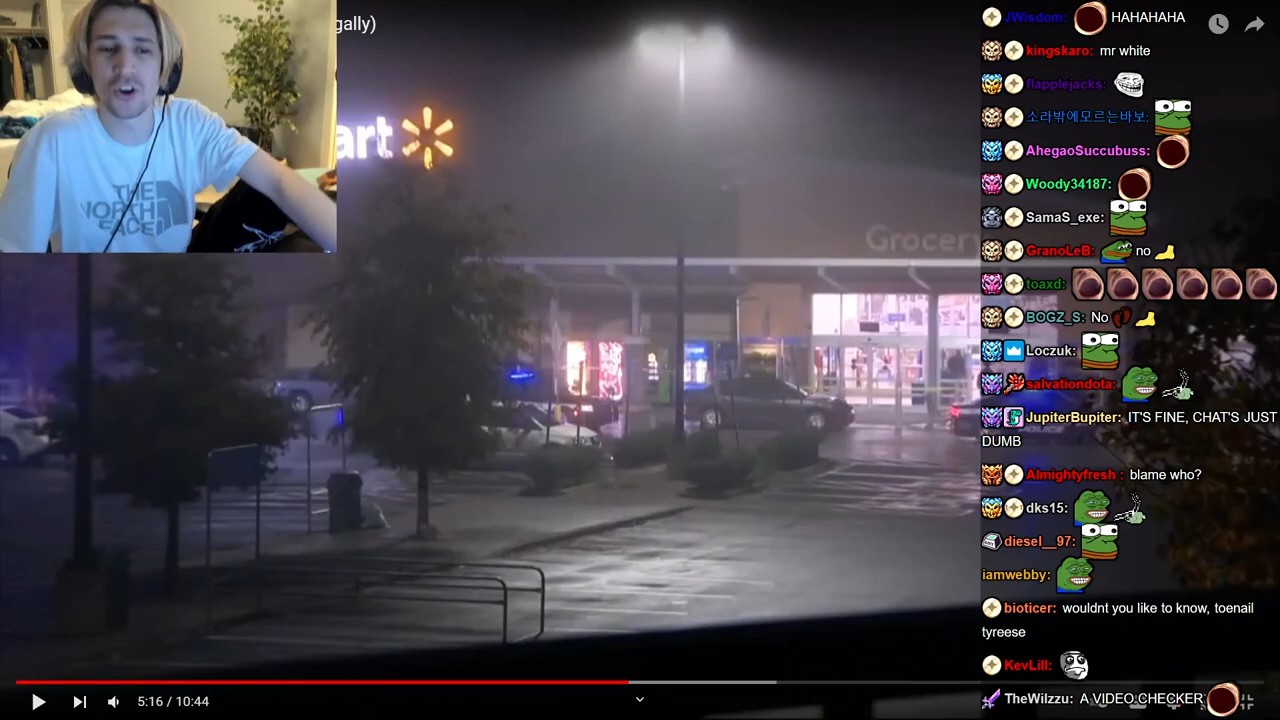 gally)
art
Grocery
THE
NORTH
FACE
JWisdom: HAHAHAHA
kingskaro: mr white
flapplejacks:
소라밖에모르는바보:
AhegaoSuccubuss:
Woody34187:
SamaS_exe:
GranoLeB: no
toaxd:
BOGZ_S: No
Loczuk:
salvationdota:
JupiterBupiter: IT'S FINE, CHAT'S JUST
DUMB
Almightyfresh : blame who?
dks15:
diesel__97:
iamwebby:
bioticer: wouldnt you like to know, toenail
tyreese
KevLill:
TheWilzzu: A VIDEO CHECKER
5:16 / 10:44